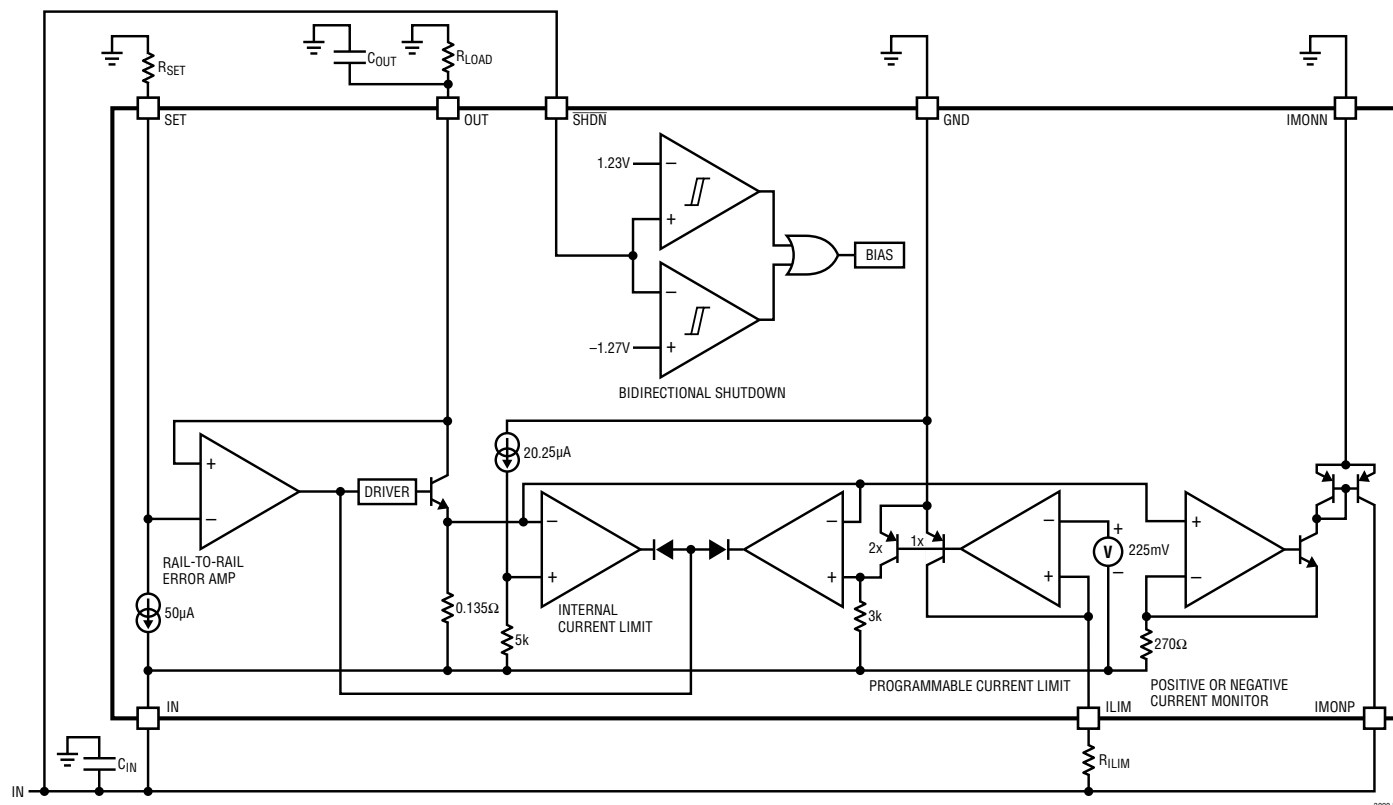 RSET
COUT
RLOAD
SET
OUT
SHDN
GND
IMONN
1.23V
–
+
–
+
–1.27V
BIAS
BIDIRECTIONAL SHUTDOWN
+
–
RAIL-TO-RAIL
ERROR AMP
DRIVER
50µA
20.25µA
–
+
INTERNAL
CURRENT LIMIT
0.135Ω
5k
–
+
2x
1x
3k
–
+
+
V
–
225mV
PROGRAMMABLE CURRENT LIMIT
+
–
270Ω
POSITIVE OR NEGATIVE
CURRENT MONITOR
IN
ILIM
IMONP
CIN
RILIM
IN